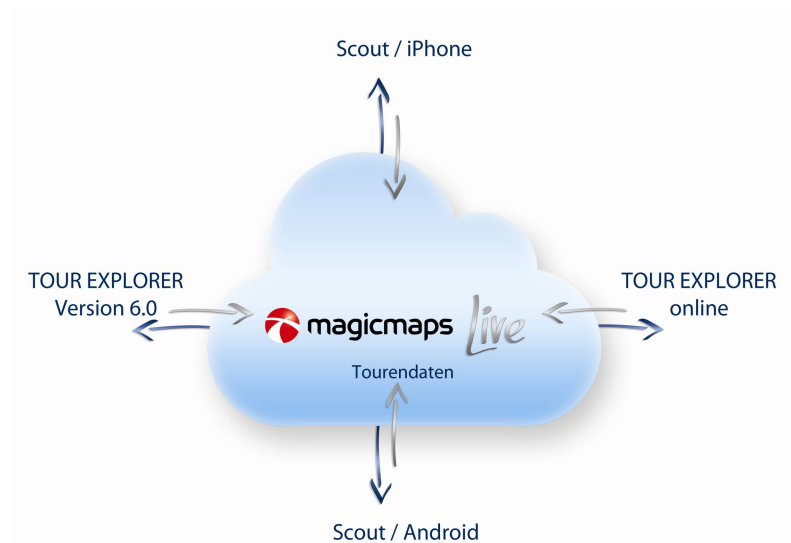 Scout / iPhone
TOUR EXPLORER
Version 6.0
TOUR EXPLORER
online
magicmaps Live
Tourendaten
Scout / Android